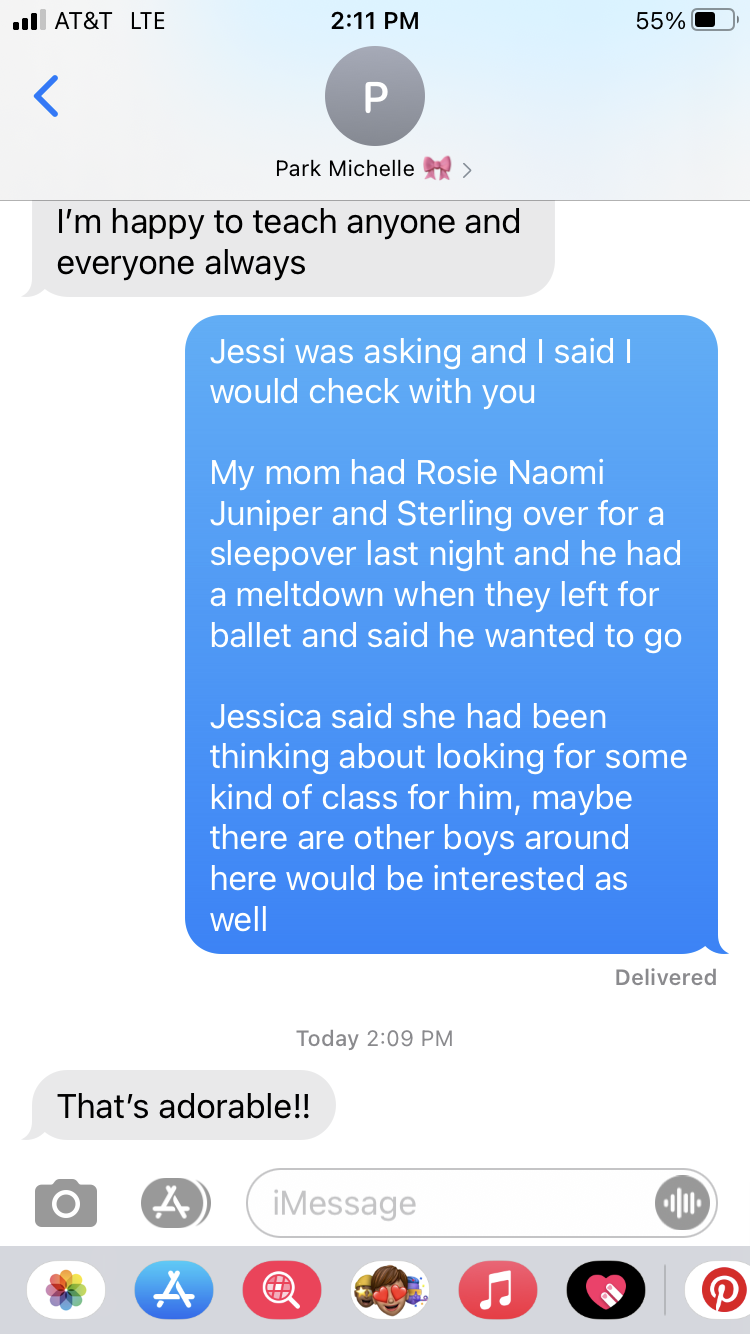 AT&T LTE
2:11 PM
55%
P
Park Michelle
I'm happy to teach anyone and
everyone always
Jessi was asking and I said I
would check with you
My mom had Rosie Naomi
Juniper and Sterling over for a
sleepover last night and he had
a meltdown when they left for
ballet and said he wanted to go
Jessica said she had been
thinking about looking for some
kind of class for him, maybe
there are other boys around
here would be interested as
well
Delivered
Today 2:09 PM
That's adorable!!
iMessage